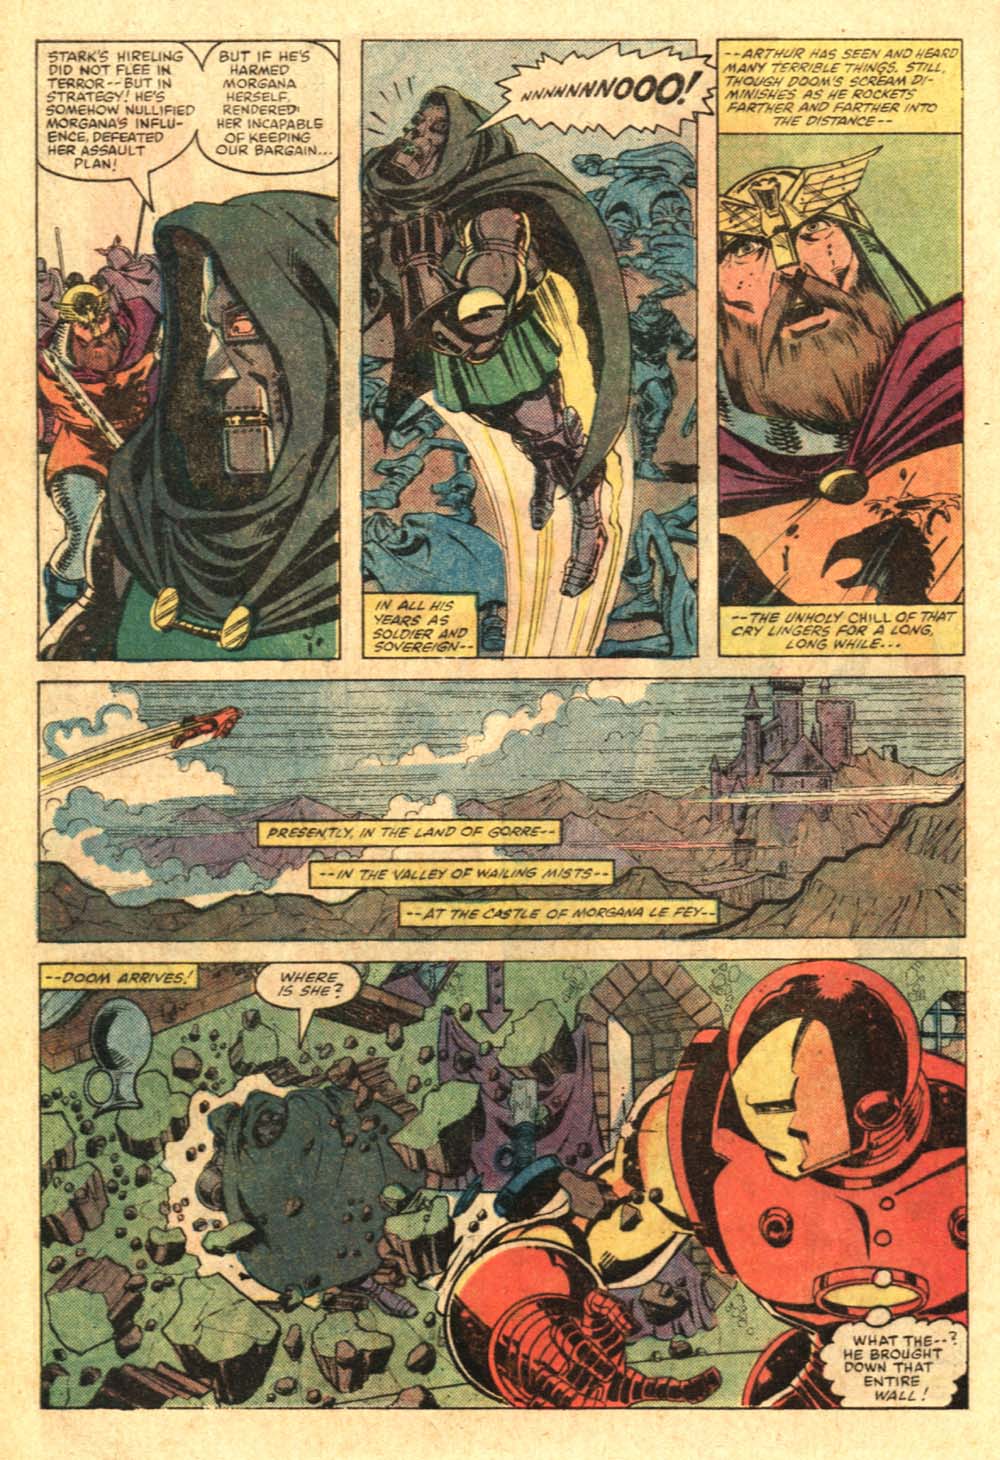 STARK'S HIRELING
DID NOT FLEE IN
TERROR--BUT IN
STRATEGY! HE'S
SOMEHOW NULLIFIED
MORGANA'S INFLU-
ENCE, DEFEATED
HER ASSAULT
PLAN!
BUT IF HE'S
HARMED
MORGANA
HERSELF,
RENDERED
HER INCAPABLE
OF KEEPING
OUR BARGAIN...
NNNNNNNNOOO!
IN ALL HIS
YEARS AS
SOLDIER AND
SOVEREIGN--
--ARTHUR HAS SEEN AND HEARD
MANY TERRIBLE THINGS. STILL,
THOUGH DOOM'S SCREAM DI-
MINISHES AS HE ROCKETS
FARTHER AND FARTHER INTO
THE DISTANCE--
--THE UNHOLY CHILL OF THAT
CRY LINGERS FOR A LONG,
LONG WHILE...
PRESENTLY, IN THE LAND OF GORRE--
--IN THE VALLEY OF WAILING MISTS--
--AT THE CASTLE OF MORGANA LE FEY--
--DOOM ARRIVES!
WHERE
IS SHE?
WHAT THE--?
HE BROUGHT
DOWN THAT
ENTIRE
WALL!